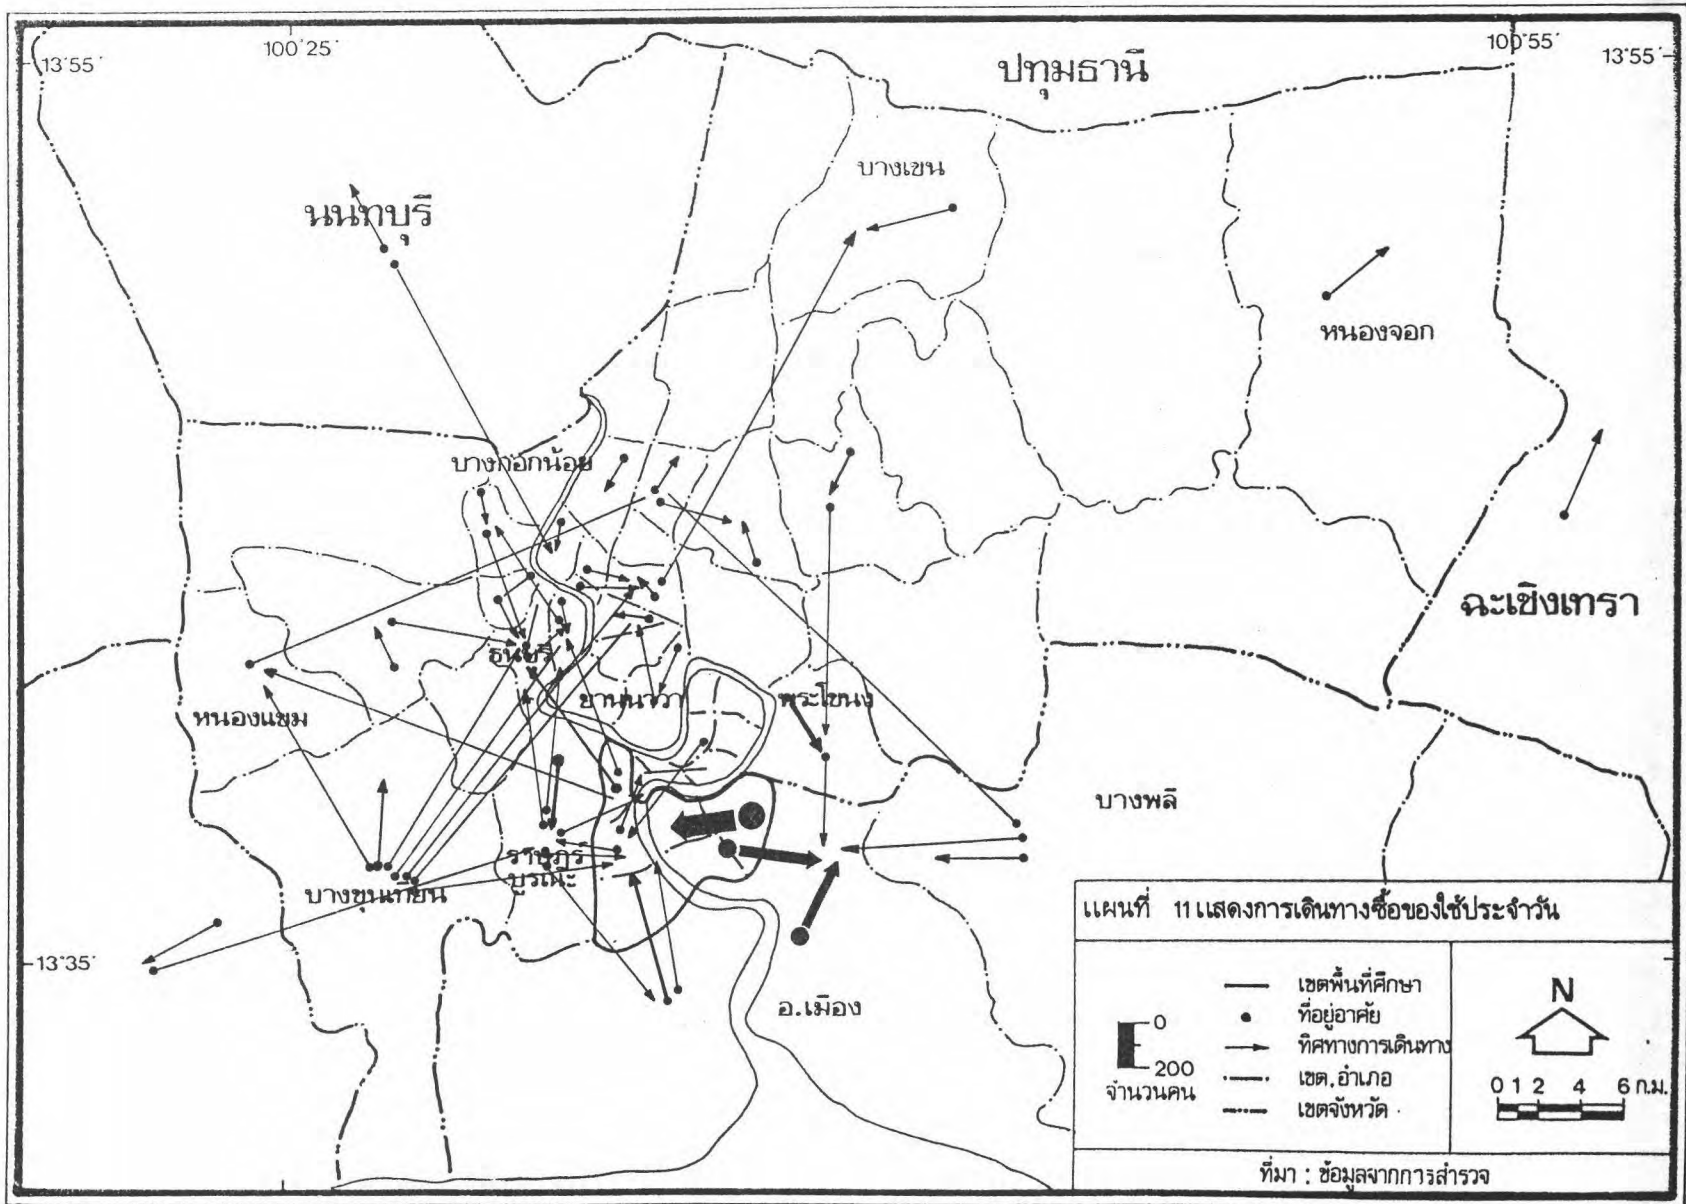 100°25′
100°55′
13°55′
13°55′
ปทุมธานี
บางเขน
นนทบุรี
หนองจอก
บางกอกน้อย
ฉะเชิงเทรา
ธนบุรี
หนองแขม
ยานนาวา
พระโขนง
บางพลี
ราษฎร์
บูรณะ
บางขุนเทียน
13°35′
อ.เมือง
แผนที่ 11 แสดงการเดินทางซื้อของใช้ประจำวัน
0
200
จำนวนคน
เขตพื้นที่ศึกษา
ที่อยู่อาศัย
ทิศทางการเดินทาง
เขต,อำเภอ
เขตจังหวัด
N
0 1 2 4 6 ก.ม.
ที่มา : ข้อมูลจากการสำรวจ